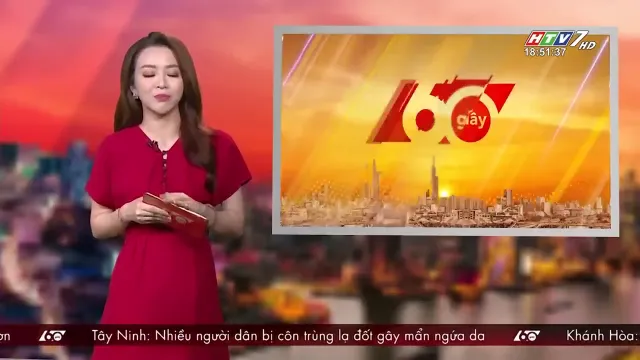 HTV7 HD
18:51:37
60 giây
ơn 60 Tây Ninh: Nhiều người dân bị côn trùng lạ đốt gây mẩn ngứa da 60 Khánh Hòa: